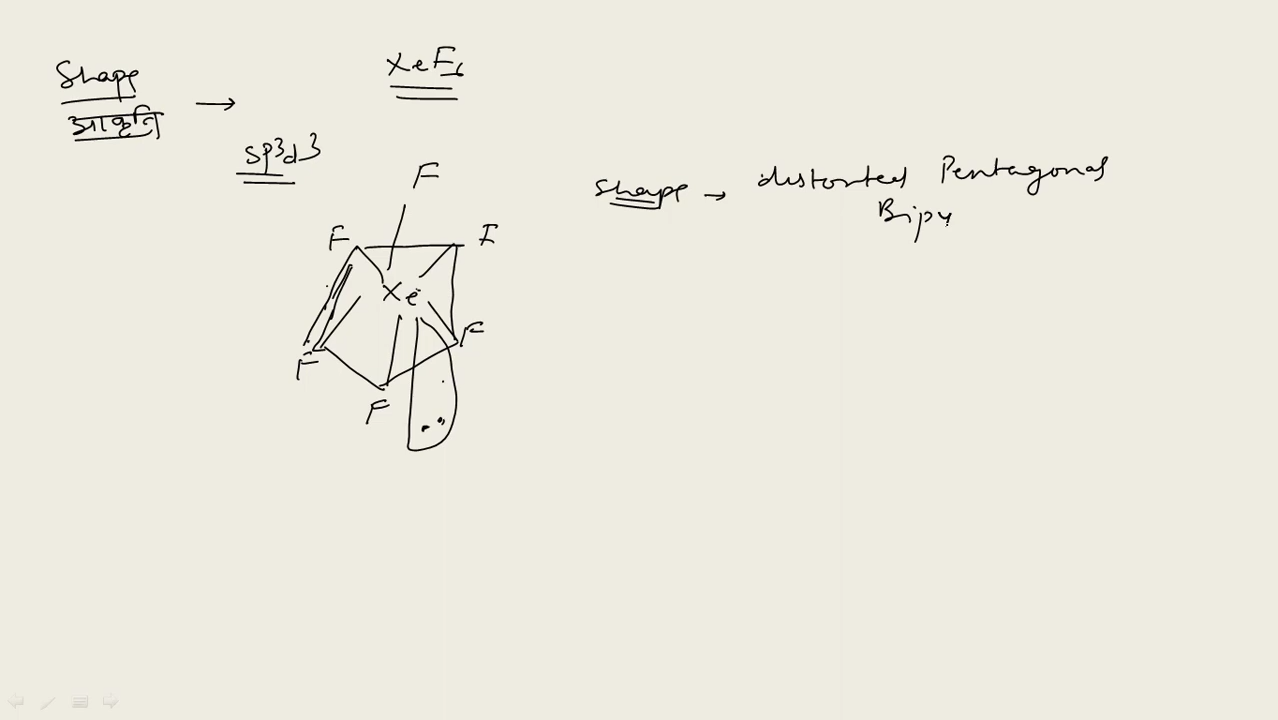 Shape
XeF6
आकृति →
sp³d³
F
shape → distorted Pentagonal
Bipy
F
F
Xe
F
F
F